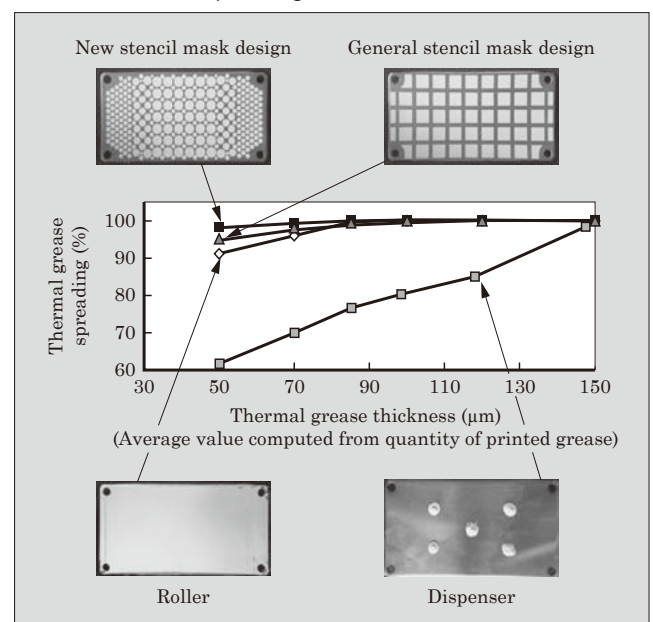 New stencil mask design
General stencil mask design
100
90
80
70
60
Thermal grease
spreading (%)
30
50
70
90
110
130
150
Thermal grease thickness (µm)
(Average value computed from quantity of printed grease)
Roller
Dispenser